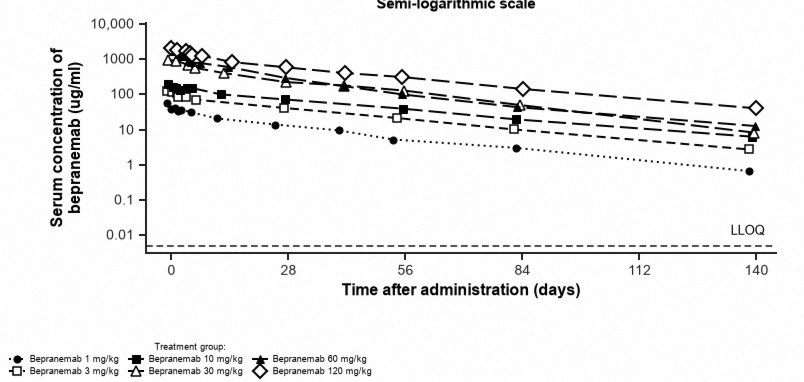 Semi-logarithmic scale
Serum concentration of
bepranemab (ug/ml)
10,000
1000
100
10
1
0.1
0.01
LLOQ
0 28 56 84 112 140
Time after administration (days)
Treatment group:
Bepranemab 1 mg/kg Bepranemab 10 mg/kg Bepranemab 60 mg/kg
Bepranemab 3 mg/kg Bepranemab 30 mg/kg Bepranemab 120 mg/kg